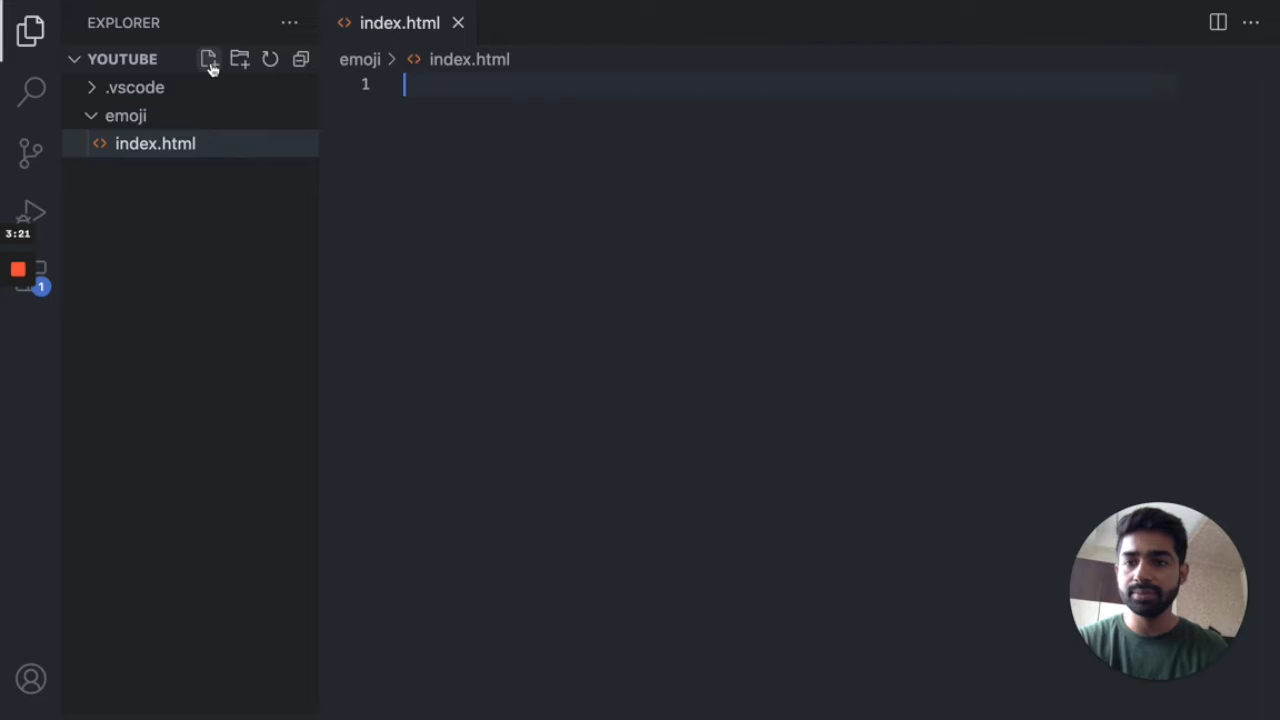 EXPLORER
index.html
YOUTUBE
emoji > index.html
.vscode
1
emoji
index.html
3:21
1